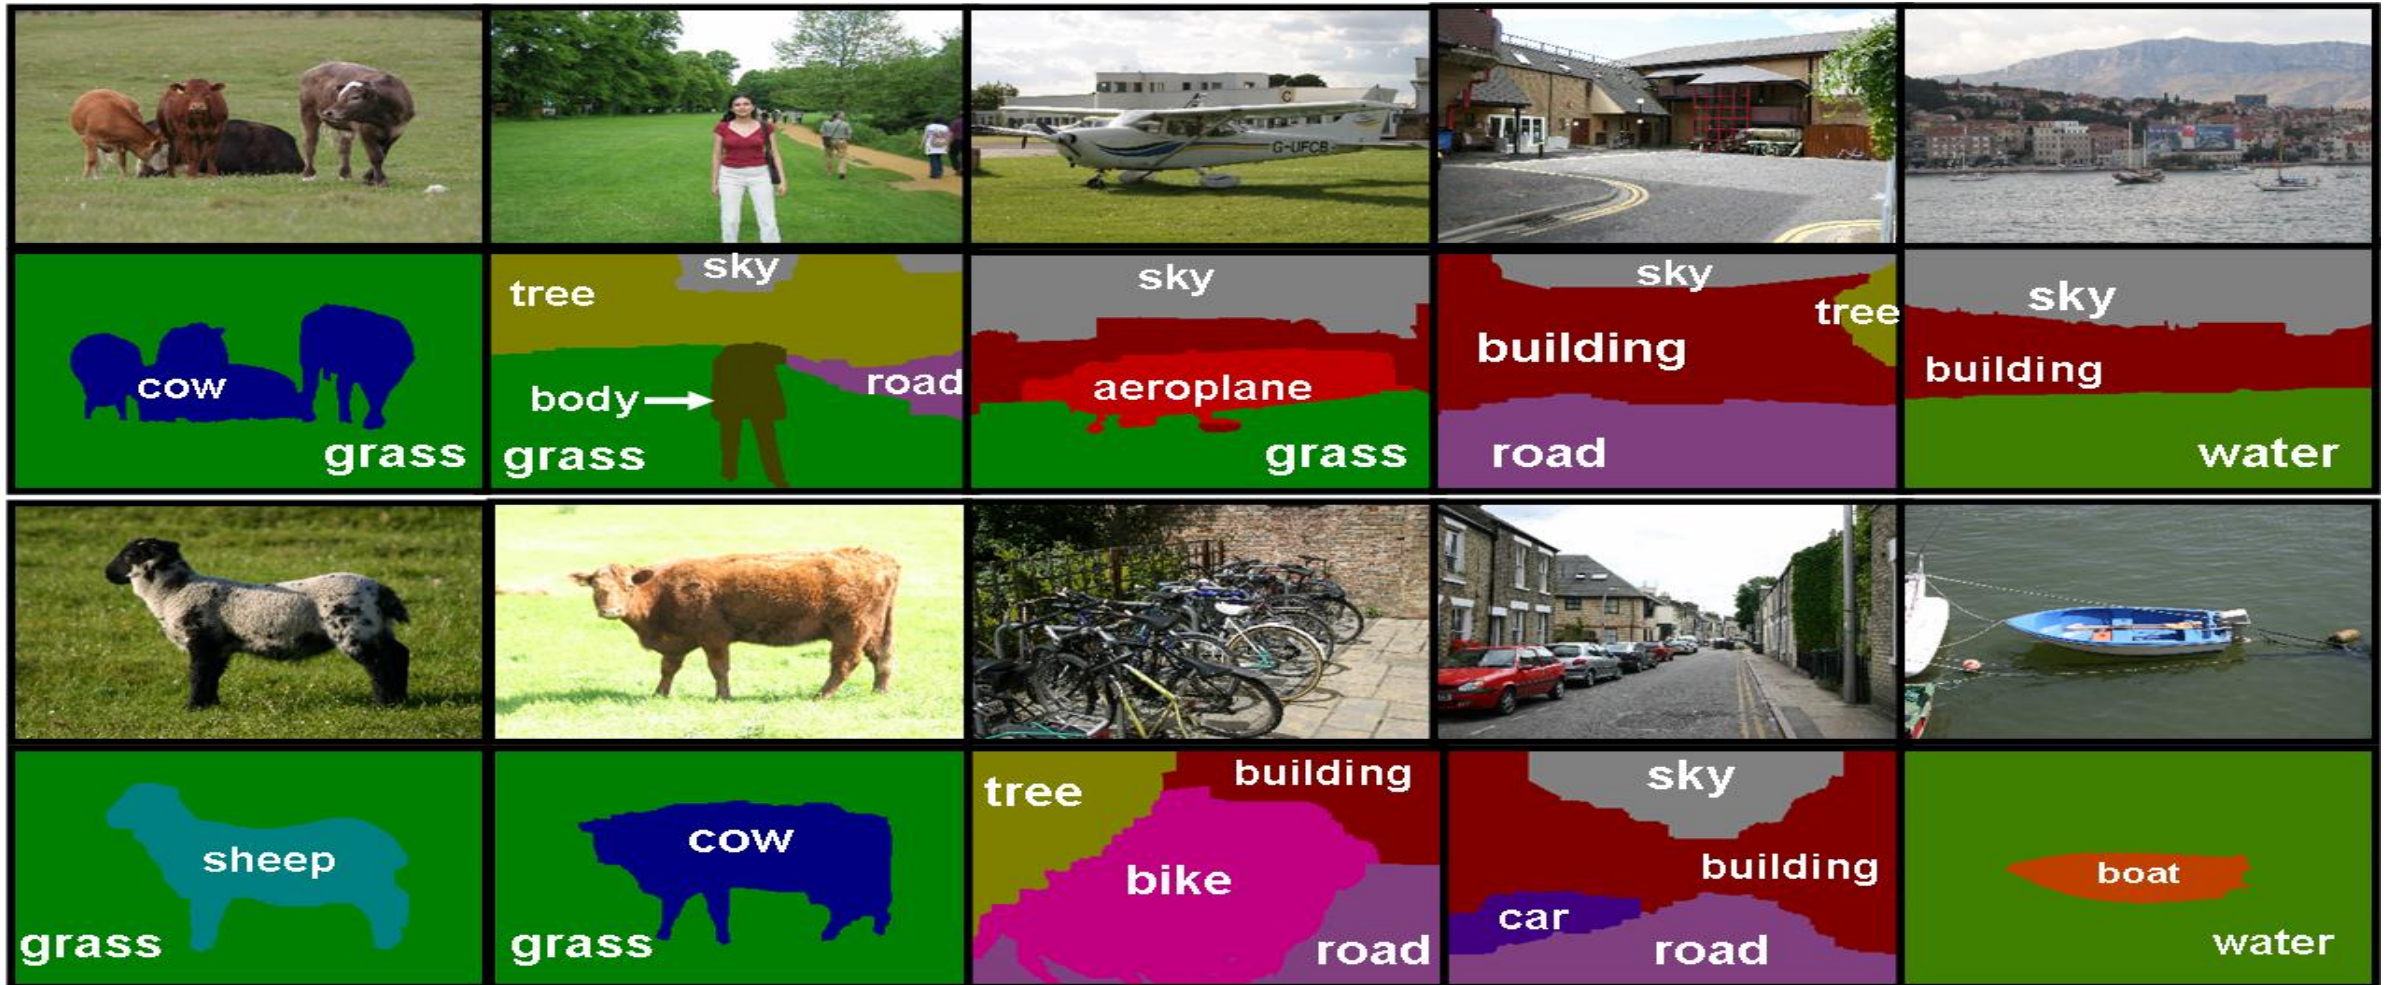 G
G-UFCB
cow
grass
sky
tree
body
road
grass
sky
aeroplane
grass
sky
tree
building
road
sky
building
water
sheep
grass
cow
grass
tree
building
bike
road
sky
building
car
road
boat
water